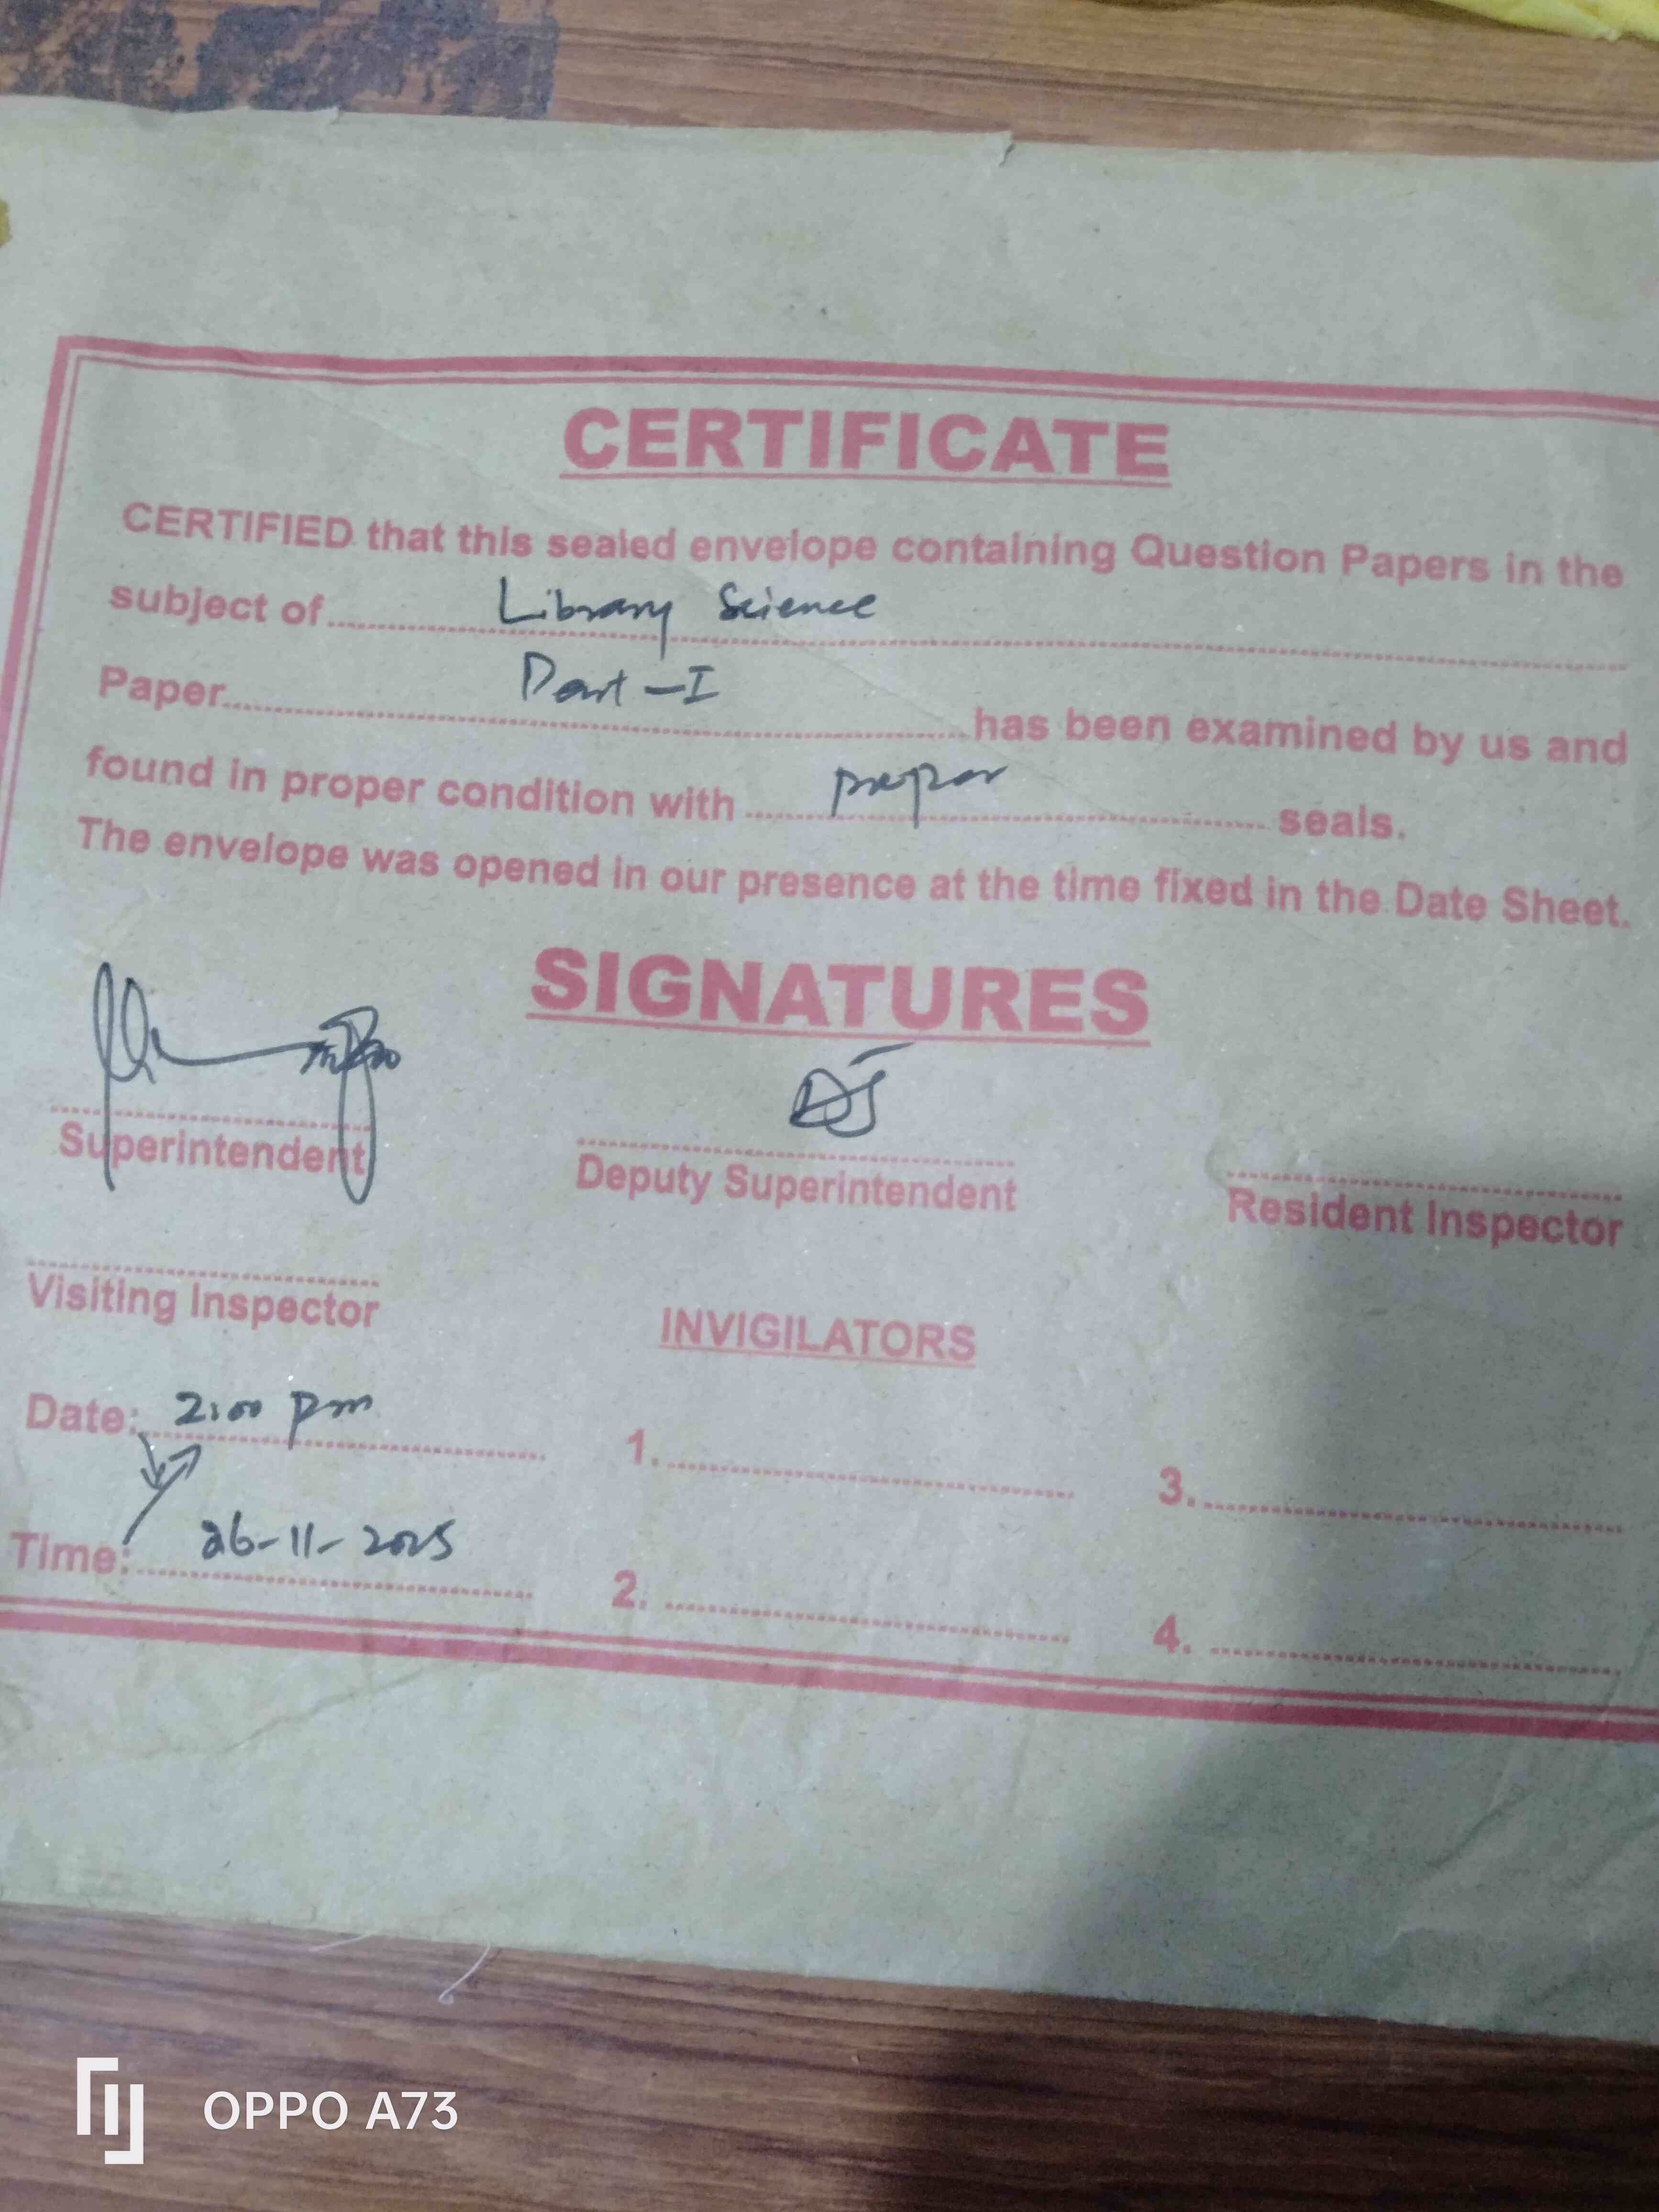 CERTIFICATE
CERTIFIED that this sealed envelope containing Question Papers in the
subject of Library Science
Paper Part-I has been examined by us and
found in proper condition with proper seals.
The envelope was opened in our presence at the time fixed in the Date Sheet.
SIGNATURES
Superintendent
DJ
Deputy Superintendent
Resident Inspector
Visiting Inspector
INVIGILATORS
Date: 2:00 pm
1.
3.
Time: 26-11-2025
2.
4.
OPPO A73